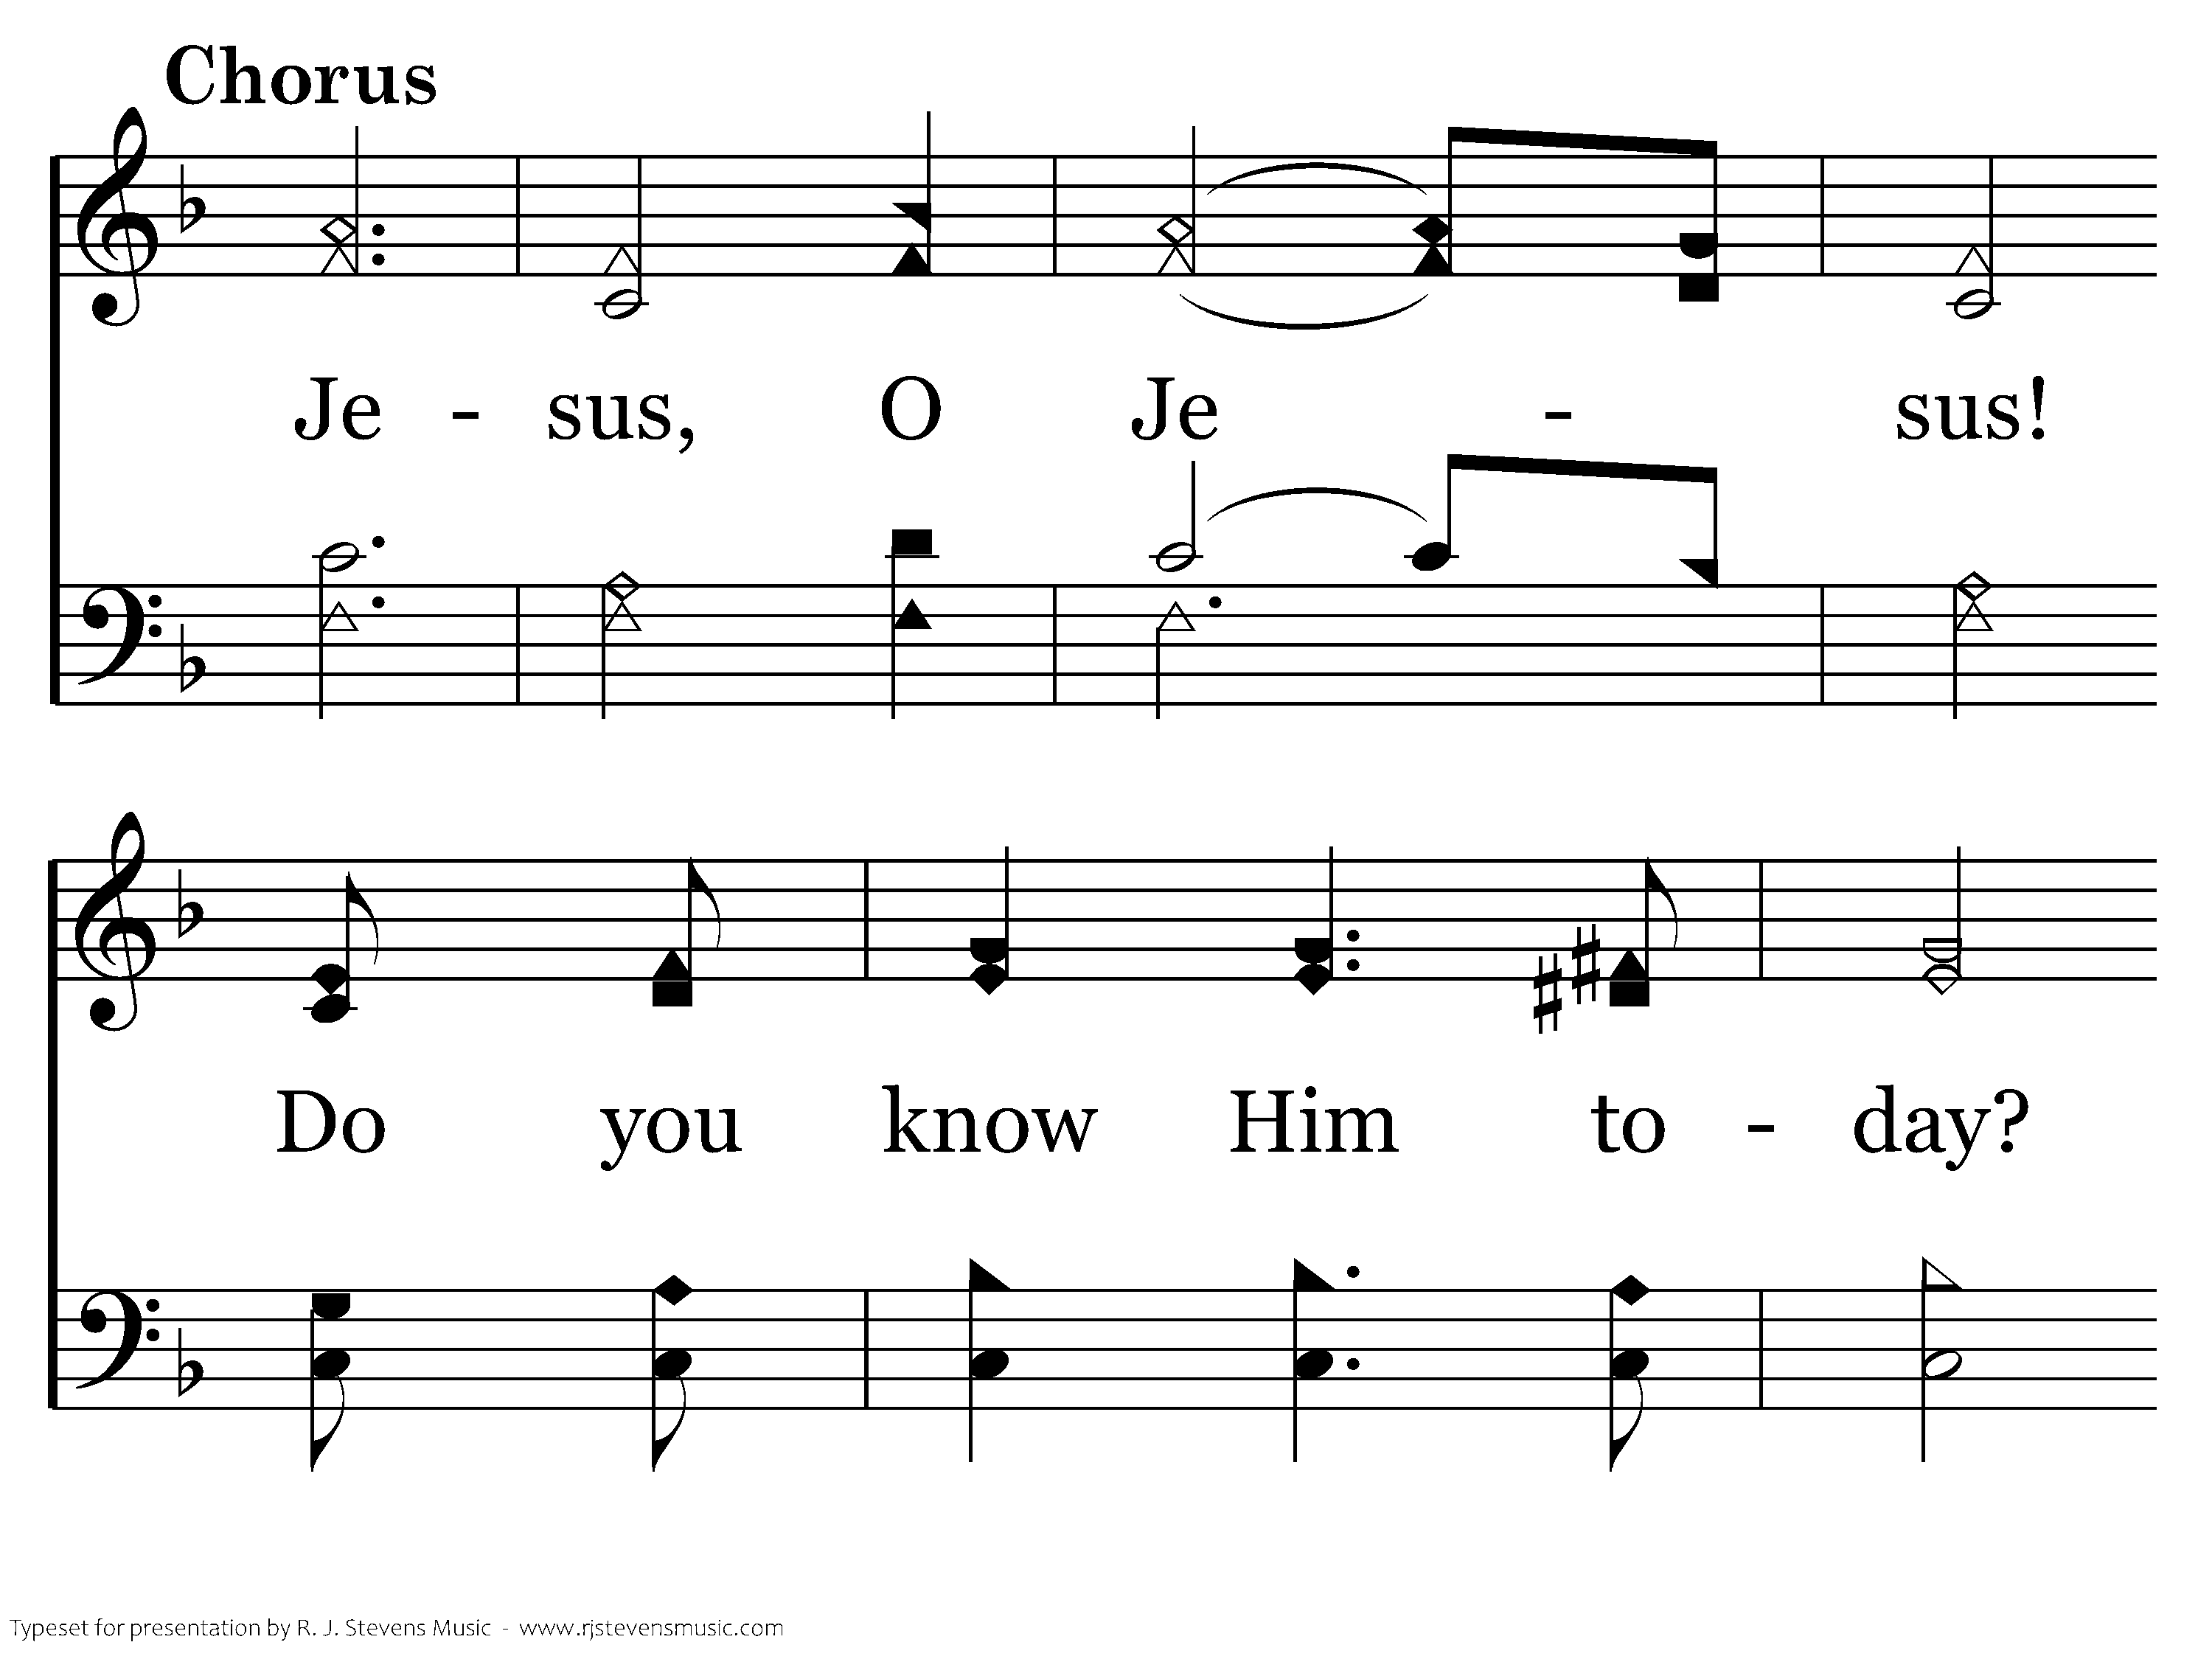 Chorus
Je - sus, O Je - sus!
Do you know Him to - day?
Typeset for presentation by R. J. Stevens Music - www.rjstevensmusic.com